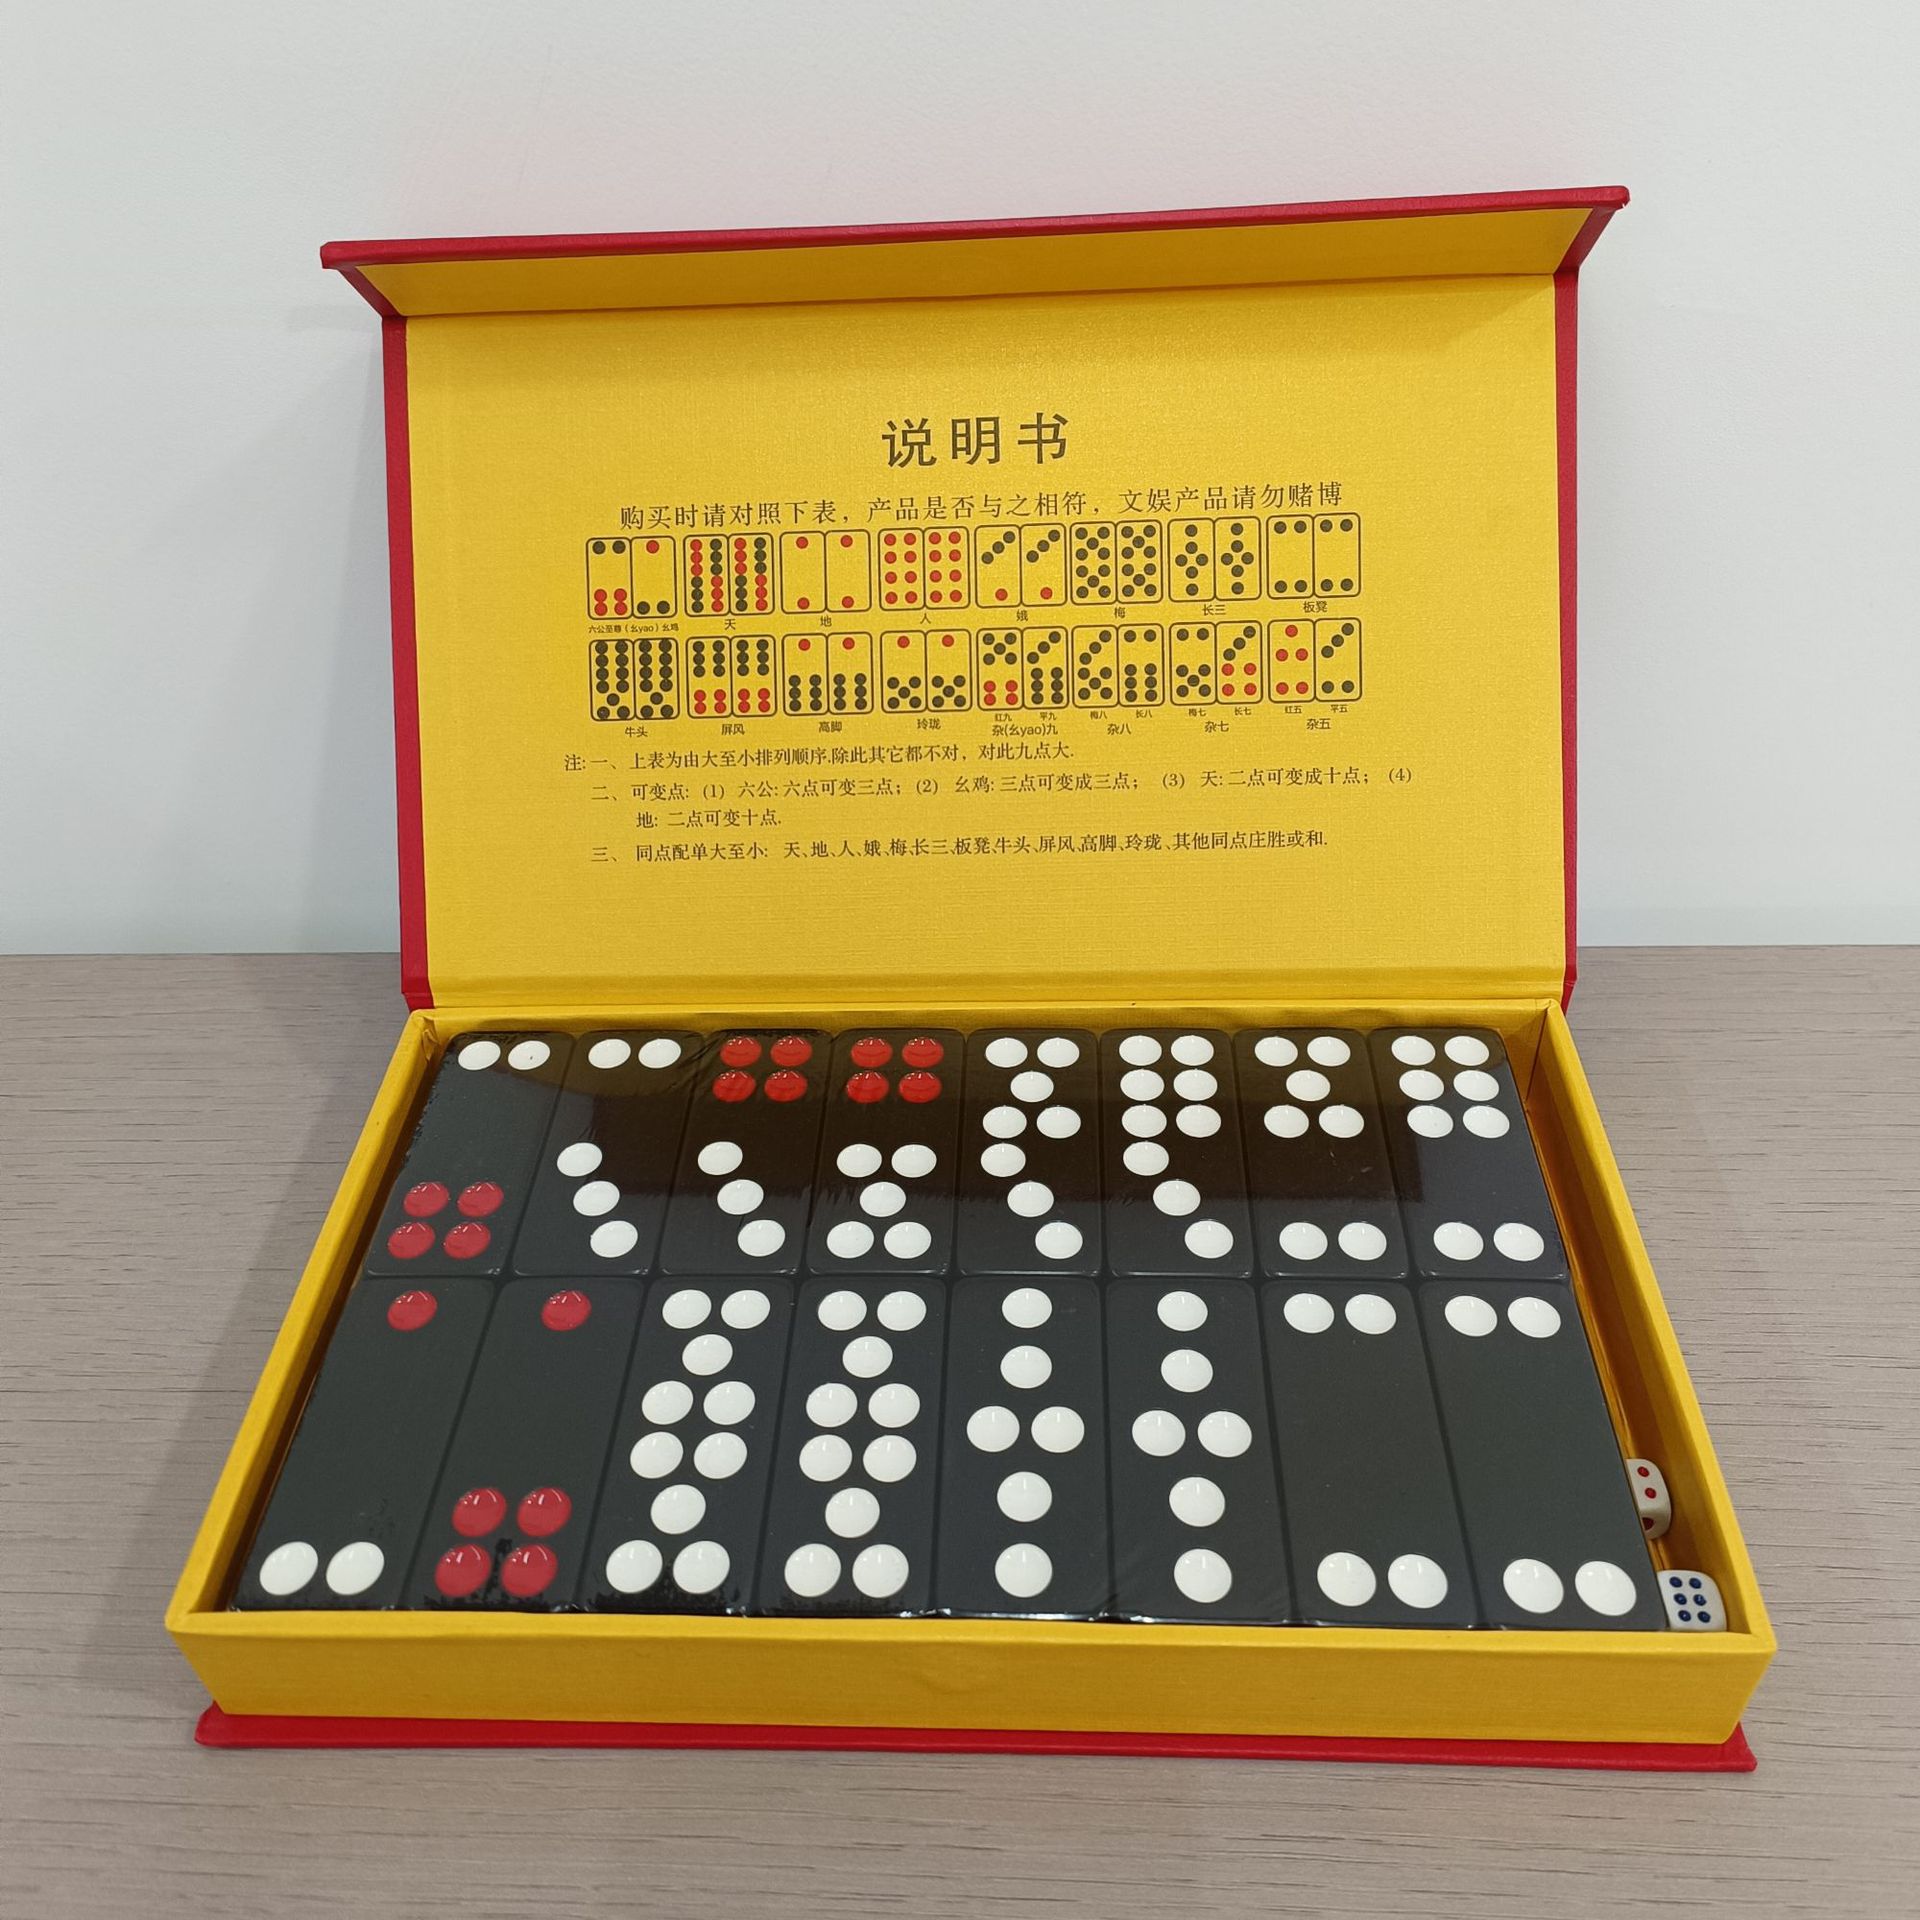 说明书
购买时请对照下表，产品是否与之相符，文娱产品请勿赌博
六公至尊（幺yao）幺鸡 天 地 人 娥 梅 长三 板凳
牛头 屏风 高脚 玲珑 红九 平九 梅八 长八 梅七 长七 红五 平五
杂(幺yao)九 杂八 杂七 杂五
注:一、上表为由大至小排列顺序.除此其它都不对，对此九点大.
二、可变点: (1) 六公:六点可变三点；(2) 幺鸡:三点可变成三点； (3) 天:二点可变成十点； (4)
地: 二点可变十点.
三、 同点配单大至小: 天、地、人、娥、梅、长三、板凳、牛头、屏风、高脚、玲珑、其他同点庄胜或和.